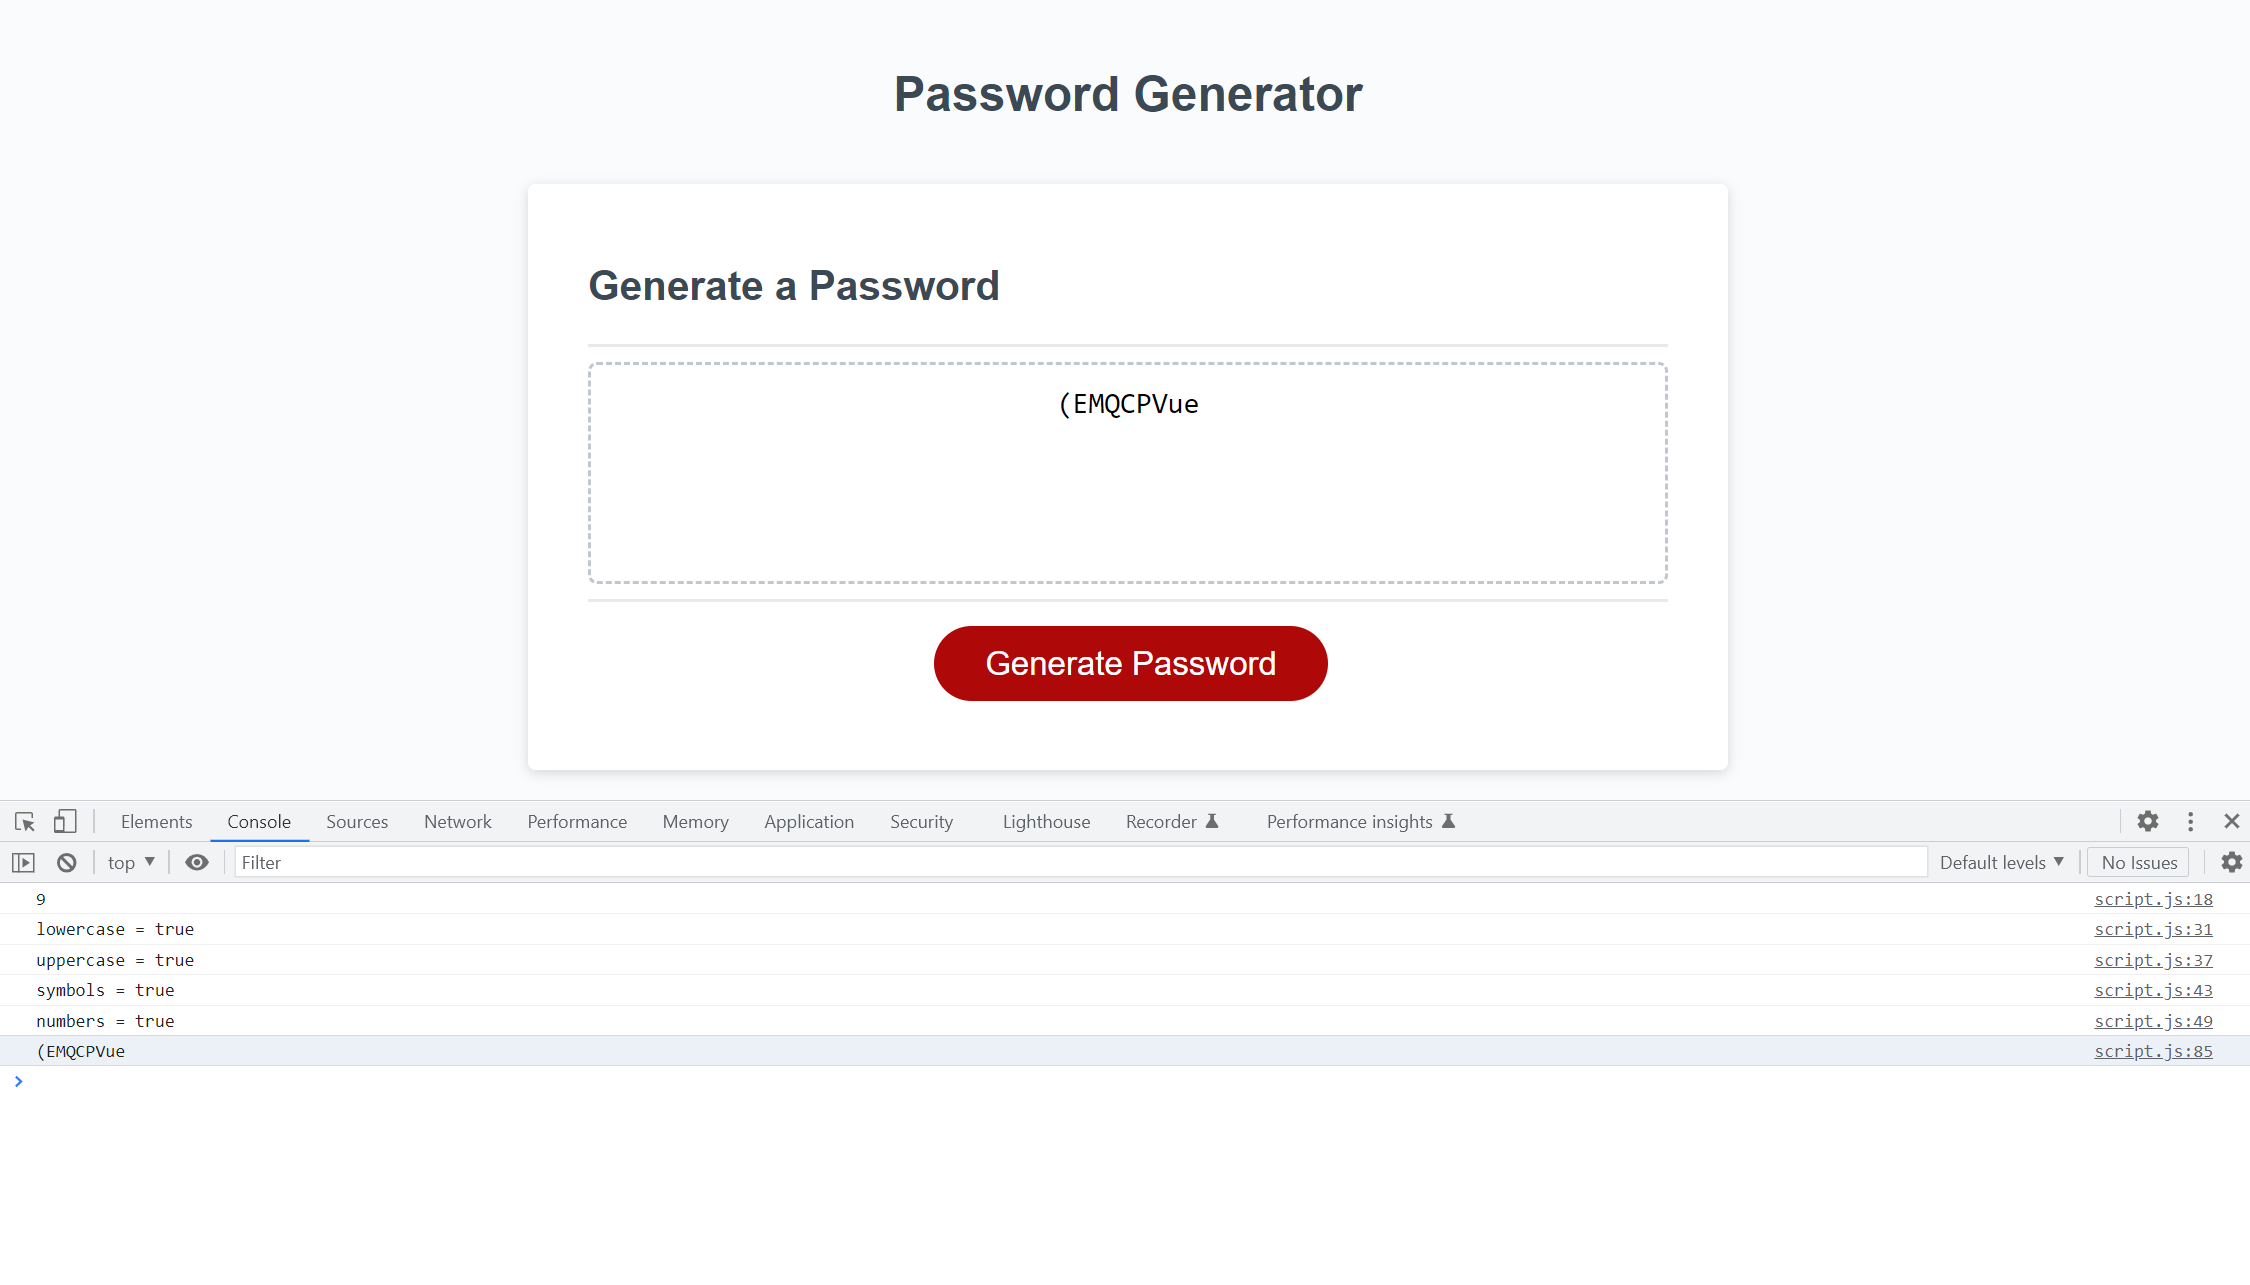 Password Generator
Generate a Password
(EMQCPVue
Generate Password
Elements Console Sources Network Performance Memory Application Security Lighthouse Recorder Performance insights
top Filter Default levels No Issues
9 script.js:18
lowercase = true script.js:31
uppercase = true script.js:37
symbols = true script.js:43
numbers = true script.js:49
(EMQCPVue script.js:85